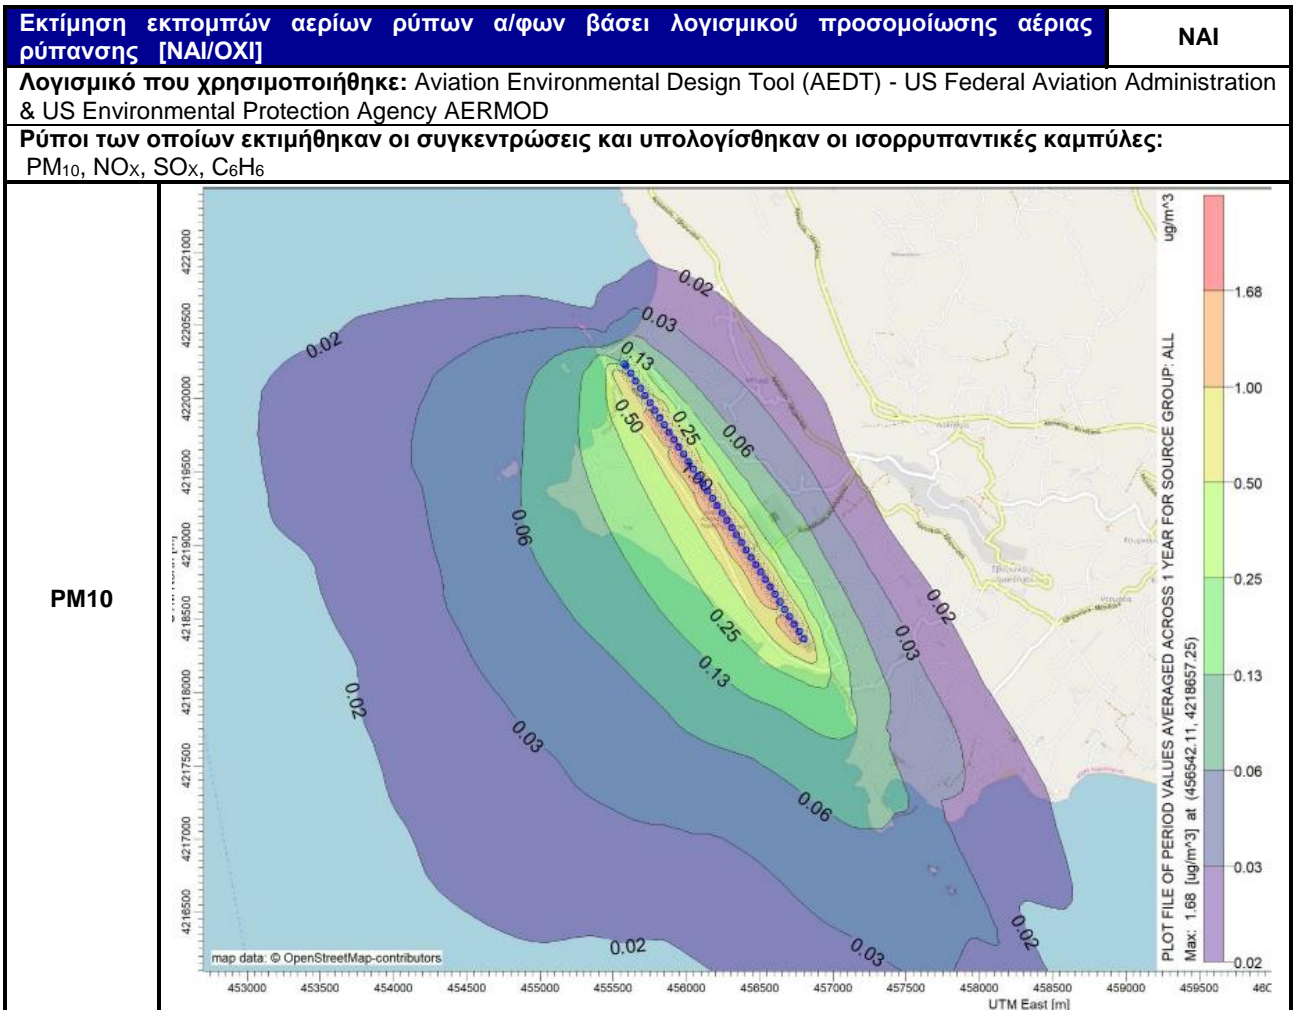 Εκτίμηση εκπομπών αερίων ρύπων α/φων βάσει λογισμικού προσομοίωσης αέριας
ρύπανσης [ΝΑΙ/ΟΧΙ]
ΝΑΙ
Λογισμικό που χρησιμοποιήθηκε: Aviation Environmental Design Tool (AEDT) - US Federal Aviation Administration
& US Environmental Protection Agency AERMOD
Ρύποι των οποίων εκτιμήθηκαν οι συγκεντρώσεις και υπολογίσθηκαν οι ισορρυπαντικές καμπύλες:
PM10, NOX, SOX, C6H6
PM10
4221000
4220500
4220000
4219500
4219000
4218500
4218000
4217500
4217000
4216500
0.02
0.02
0.03
0.13
0.50
0.25
0.06
1.00
0.06
0.02
0.03
0.25
0.13
0.02
0.03
0.06
0.02
0.03
0.02
map data: © OpenStreetMap-contributors
453000 453500 454000 454500 455000 455500 456000 456500 457000 457500 458000 458500 459000 459500 460
UTM East [m]
PLOT FILE OF PERIOD VALUES AVERAGED ACROSS 1 YEAR FOR SOURCE GROUP: ALL
ug/m^3
Max: 1.68 [ug/m^3] at (456542.11, 4218657.25)
1.68
1.00
0.50
0.25
0.13
0.06
0.03
0.02